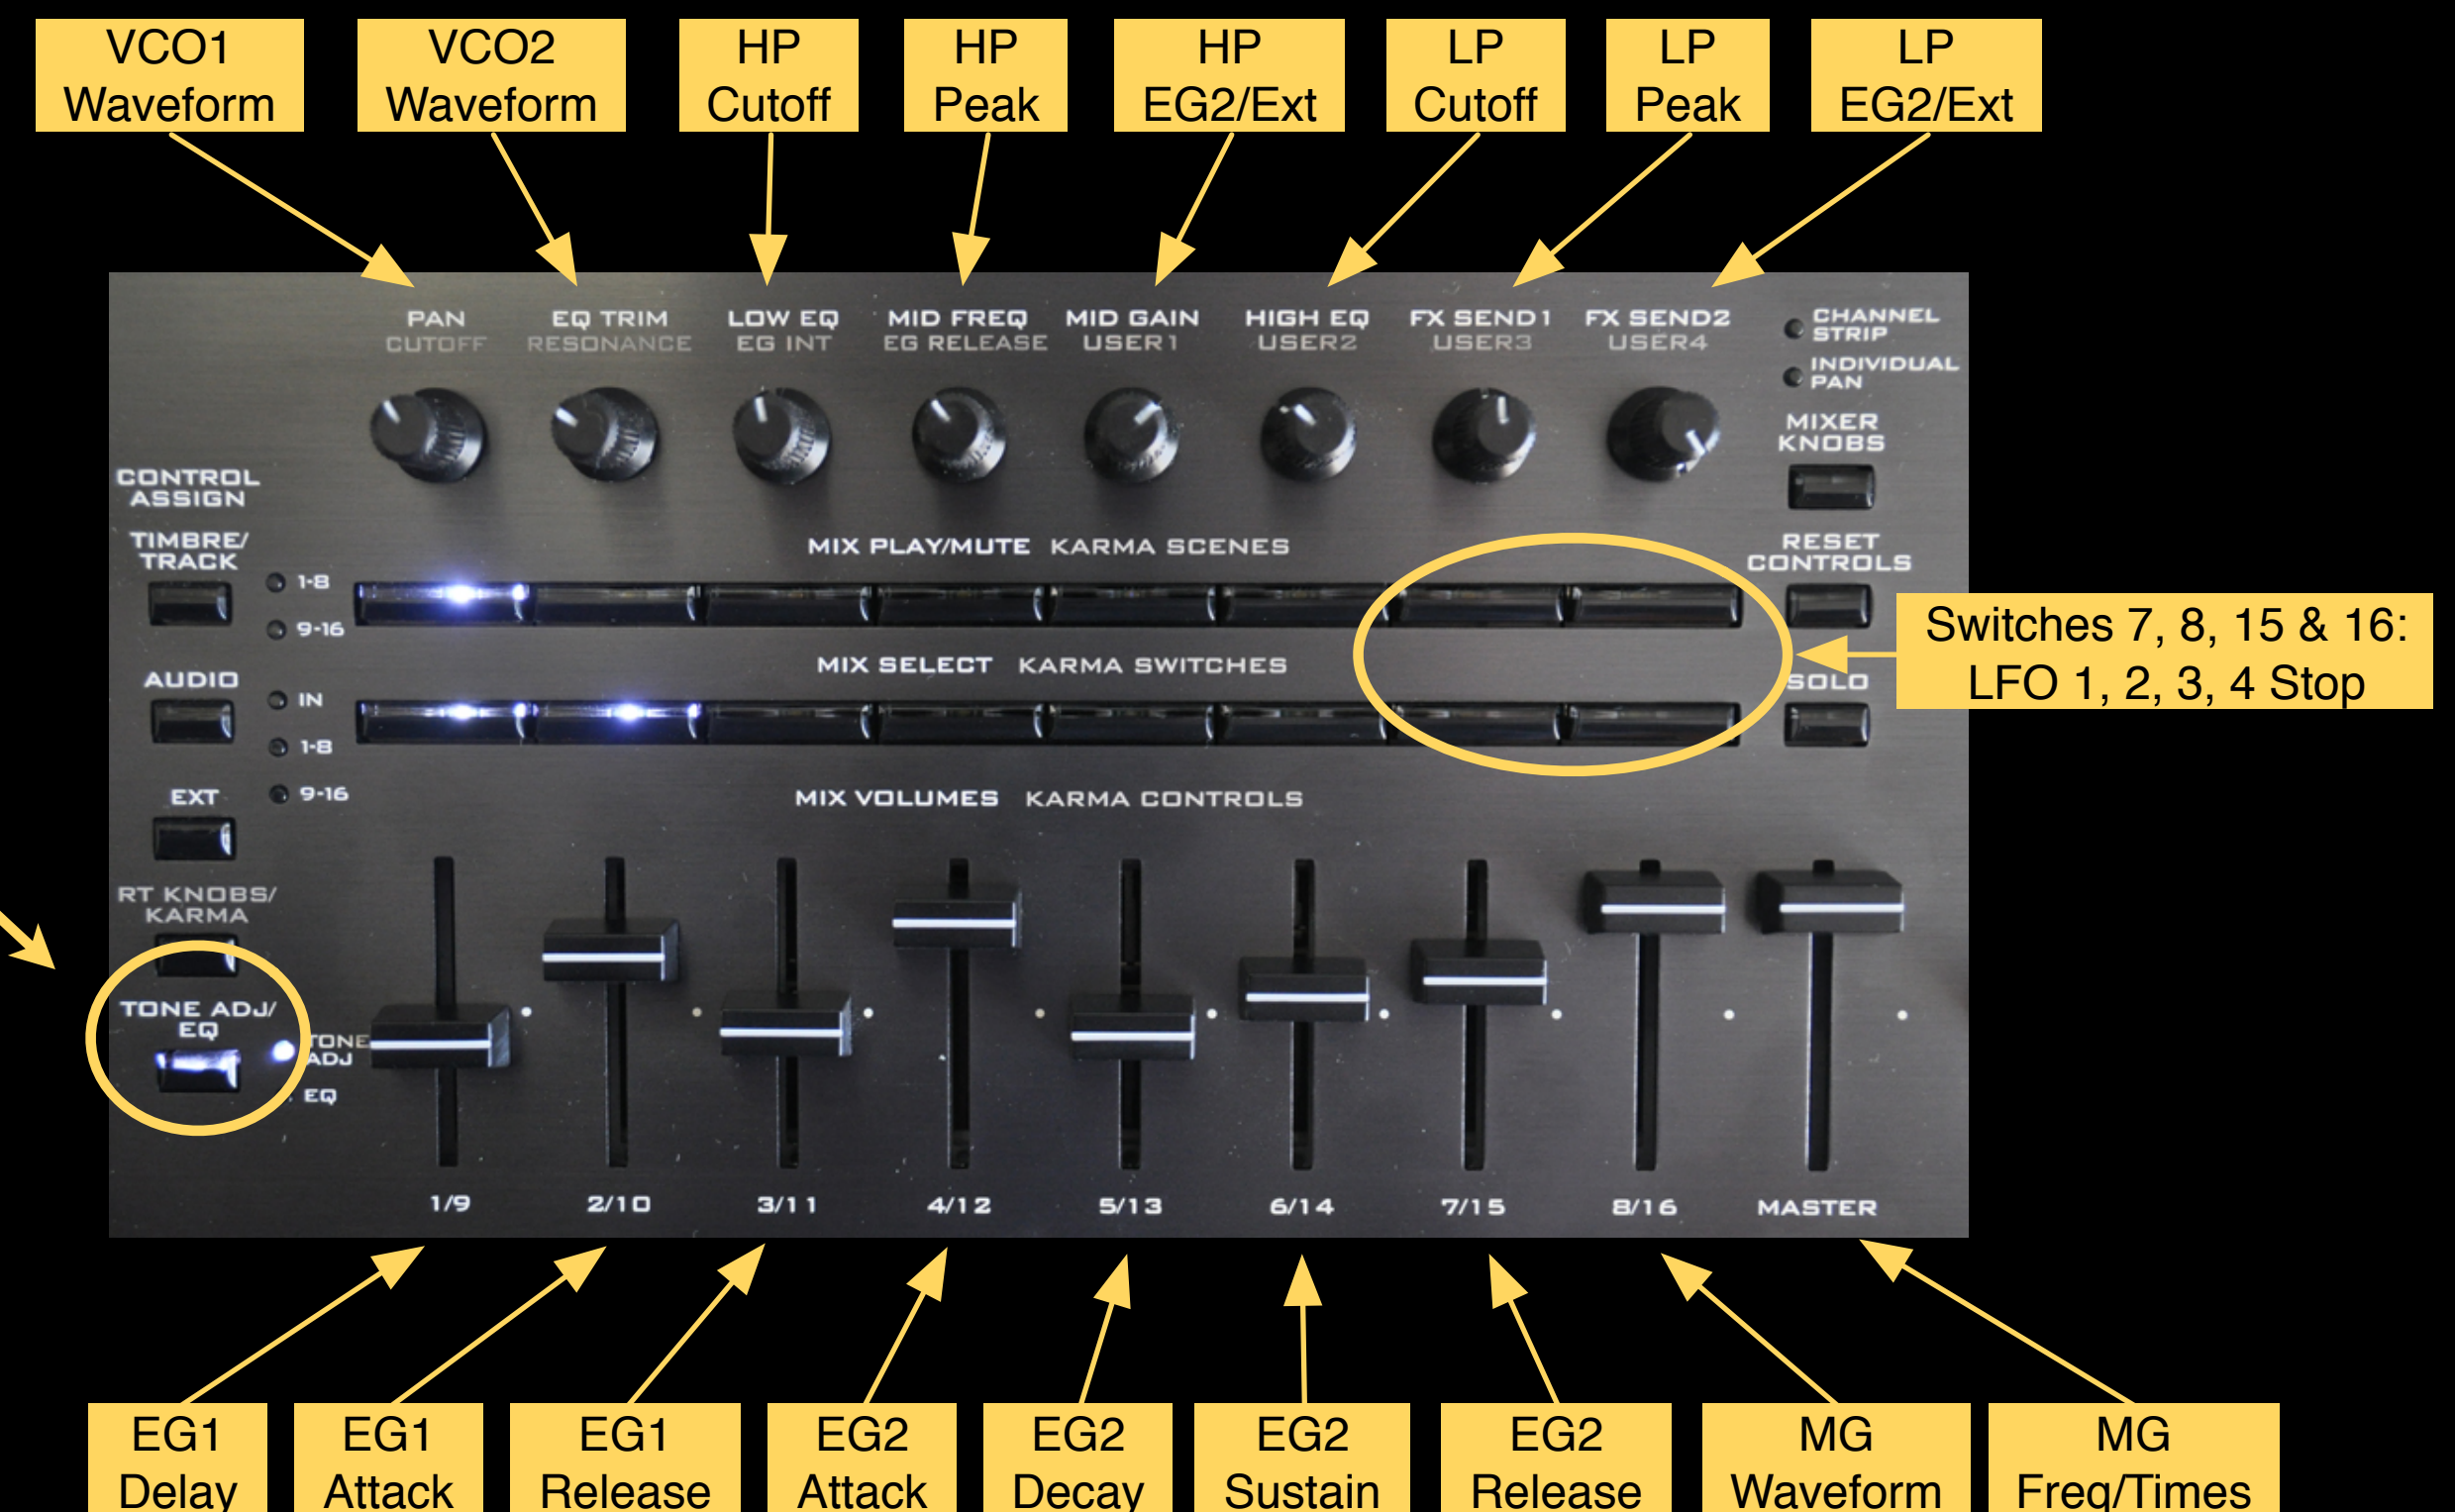 VCO1
Waveform
VCO2
Waveform
HP
Cutoff
HP
Peak
HP
EG2/Ext
LP
Cutoff
LP
Peak
LP
EG2/Ext
PAN
CUTOFF
EQ TRIM
RESONANCE
LOW EQ
EG INT
MID FREQ
EG RELEASE
MID GAIN
USER1
HIGH EQ
USER2
FX SEND1
USER3
FX SEND2
USER4
CHANNEL
STRIP
INDIVIDUAL
PAN
MIXER
KNOBS
CONTROL
ASSIGN
TIMBRE/
TRACK
1-8
9-16
MIX PLAY/MUTE KARMA SCENES
RESET
CONTROLS
Switches 7, 8, 15 & 16:
LFO 1, 2, 3, 4 Stop
AUDIO
IN
1-8
9-16
MIX SELECT KARMA SWITCHES
SOLO
EXT
MIX VOLUMES KARMA CONTROLS
RT KNOBS/
KARMA
TONE ADJ/
EQ
TONE
ADJ
EQ
1/9
2/10
3/11
4/12
5/13
6/14
7/15
8/16
MASTER
EG1
Delay
EG1
Attack
EG1
Release
EG2
Attack
EG2
Decay
EG2
Sustain
EG2
Release
MG
Waveform
MG
Freq/Times